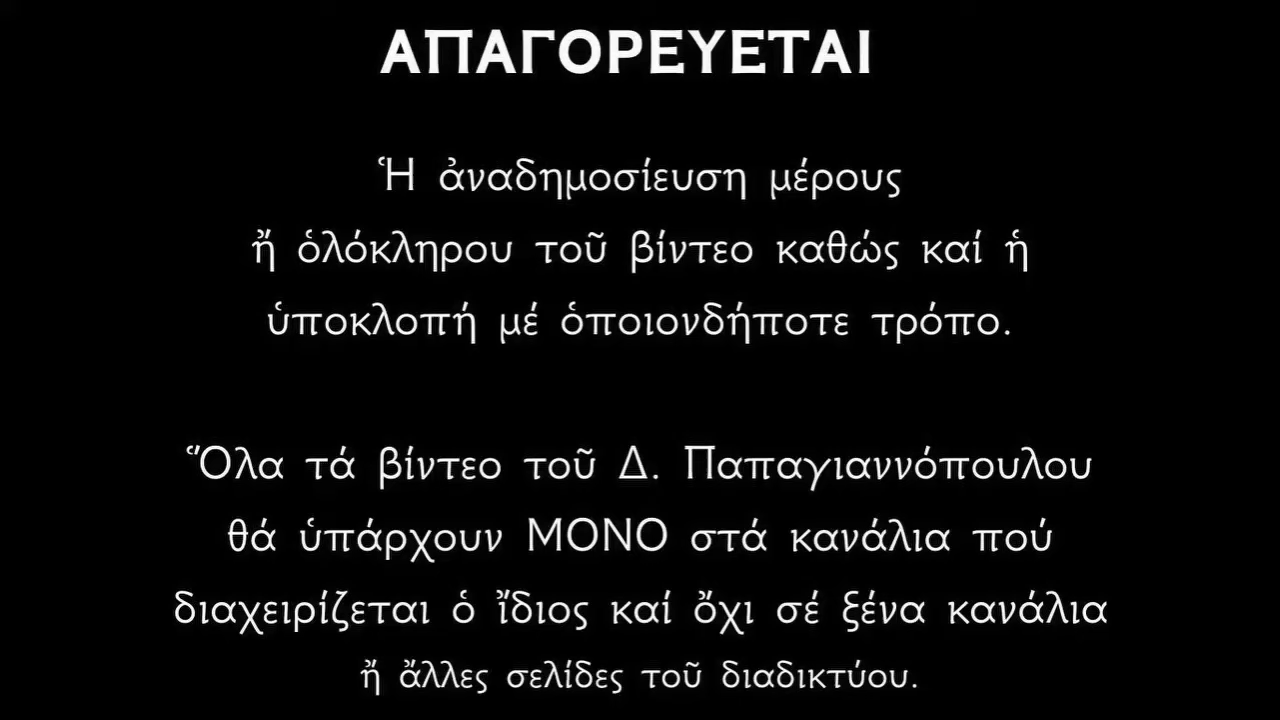 ΑΠΑΓΟΡΕΥΕΤΑΙ
Ἡ ἀναδημοσίευση μέρους
ἤ ὁλόκληρου τοῦ βίντεο καθώς καί ἡ
ὑποκλοπή μέ ὁποιονδήποτε τρόπο.
Ὅλα τά βίντεο τοῦ Δ. Παπαγιαννόπουλου
θά ὑπάρχουν ΜΟΝΟ στά κανάλια πού
διαχειρίζεται ὁ ἴδιος καί ὄχι σέ ξένα κανάλια
ἤ ἄλλες σελίδες τοῦ διαδικτύου.